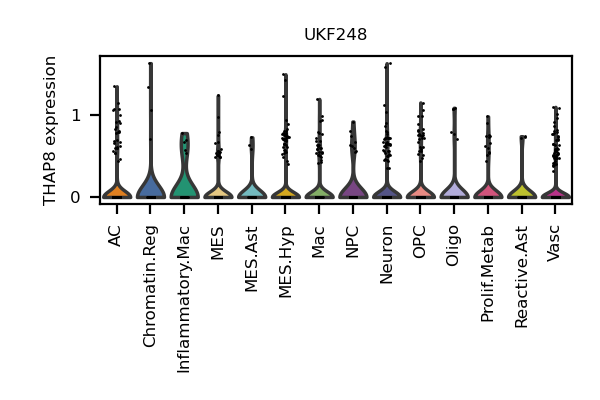 UKF248
THAP8 expression
1
0
AC
Chromatin.Reg
Inflammatory.Mac
MES
MES.Ast
MES.Hyp
Mac
NPC
Neuron
OPC
Oligo
Prolif.Metab
Reactive.Ast
Vasc